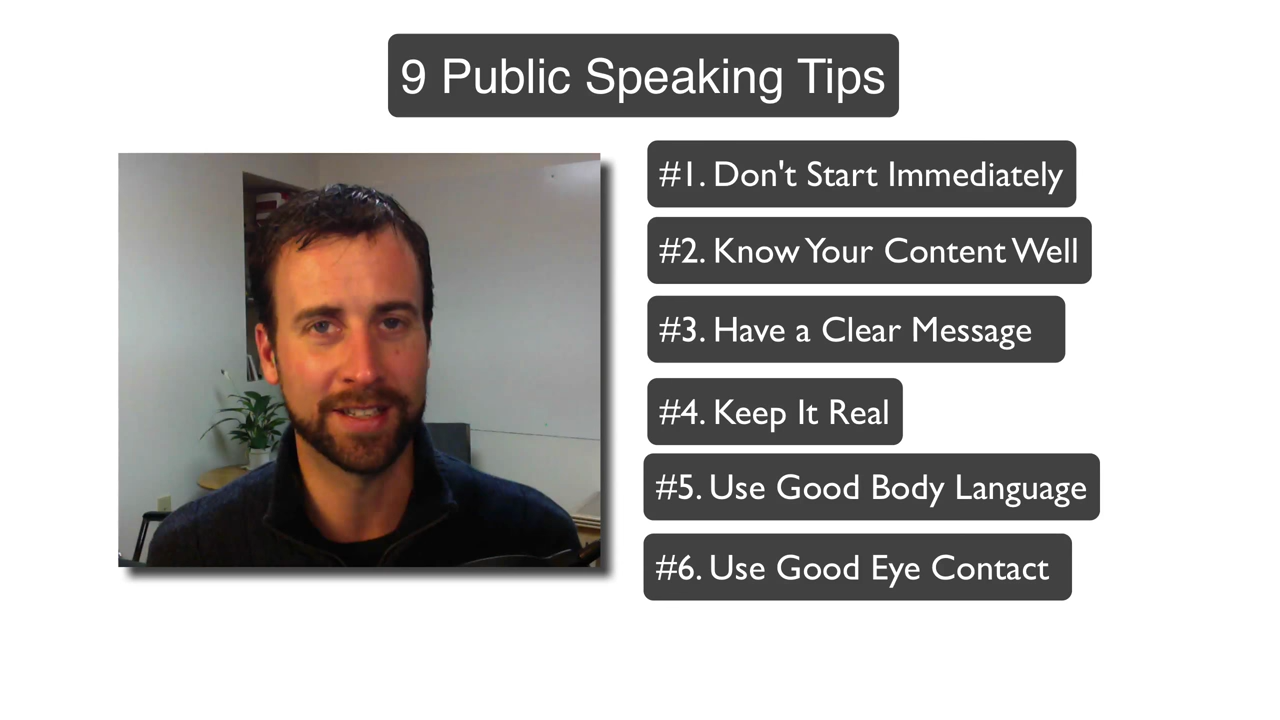 9 Public Speaking Tips
#1. Don't Start Immediately
#2. Know Your Content Well
#3. Have a Clear Message
#4. Keep It Real
#5. Use Good Body Language
#6. Use Good Eye Contact